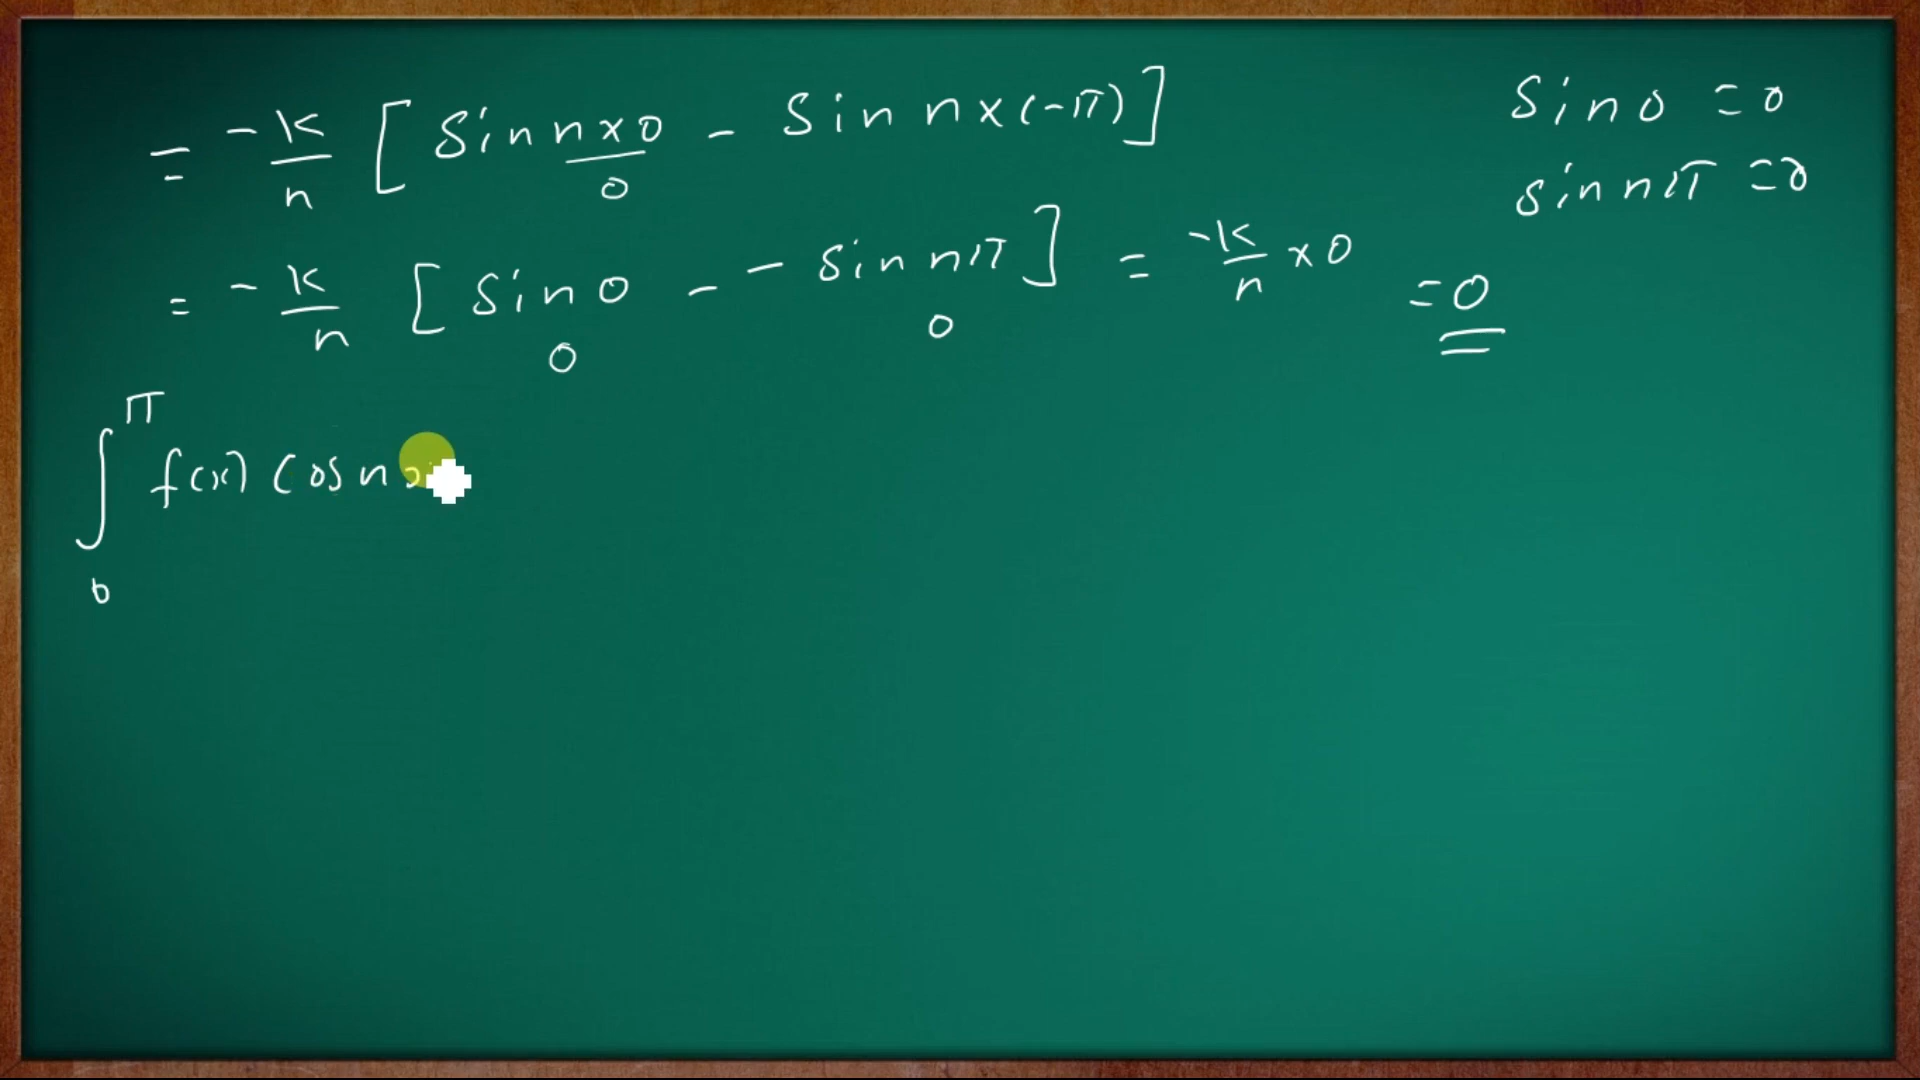 = -K/n [ Sin n x 0 - Sin n x (-π) ]
0
Sin 0 = 0
sin nπ = 0
= -K/n [ Sin 0 - - Sin nπ ] = -K/n x 0 = 0
0 0
∫₀^π f(x) Cos n